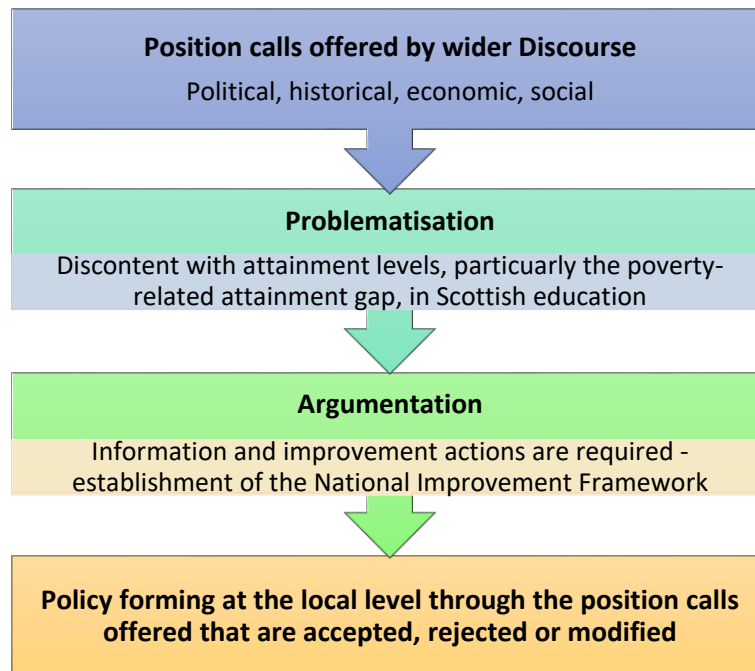 Position calls offered by wider Discourse
Political, historical, economic, social
Problematisation
Discontent with attainment levels, particuarly the poverty-
related attainment gap, in Scottish education
Argumentation
Information and improvement actions are required -
establishment of the National Improvement Framework
Policy forming at the local level through the position calls
offered that are accepted, rejected or modified